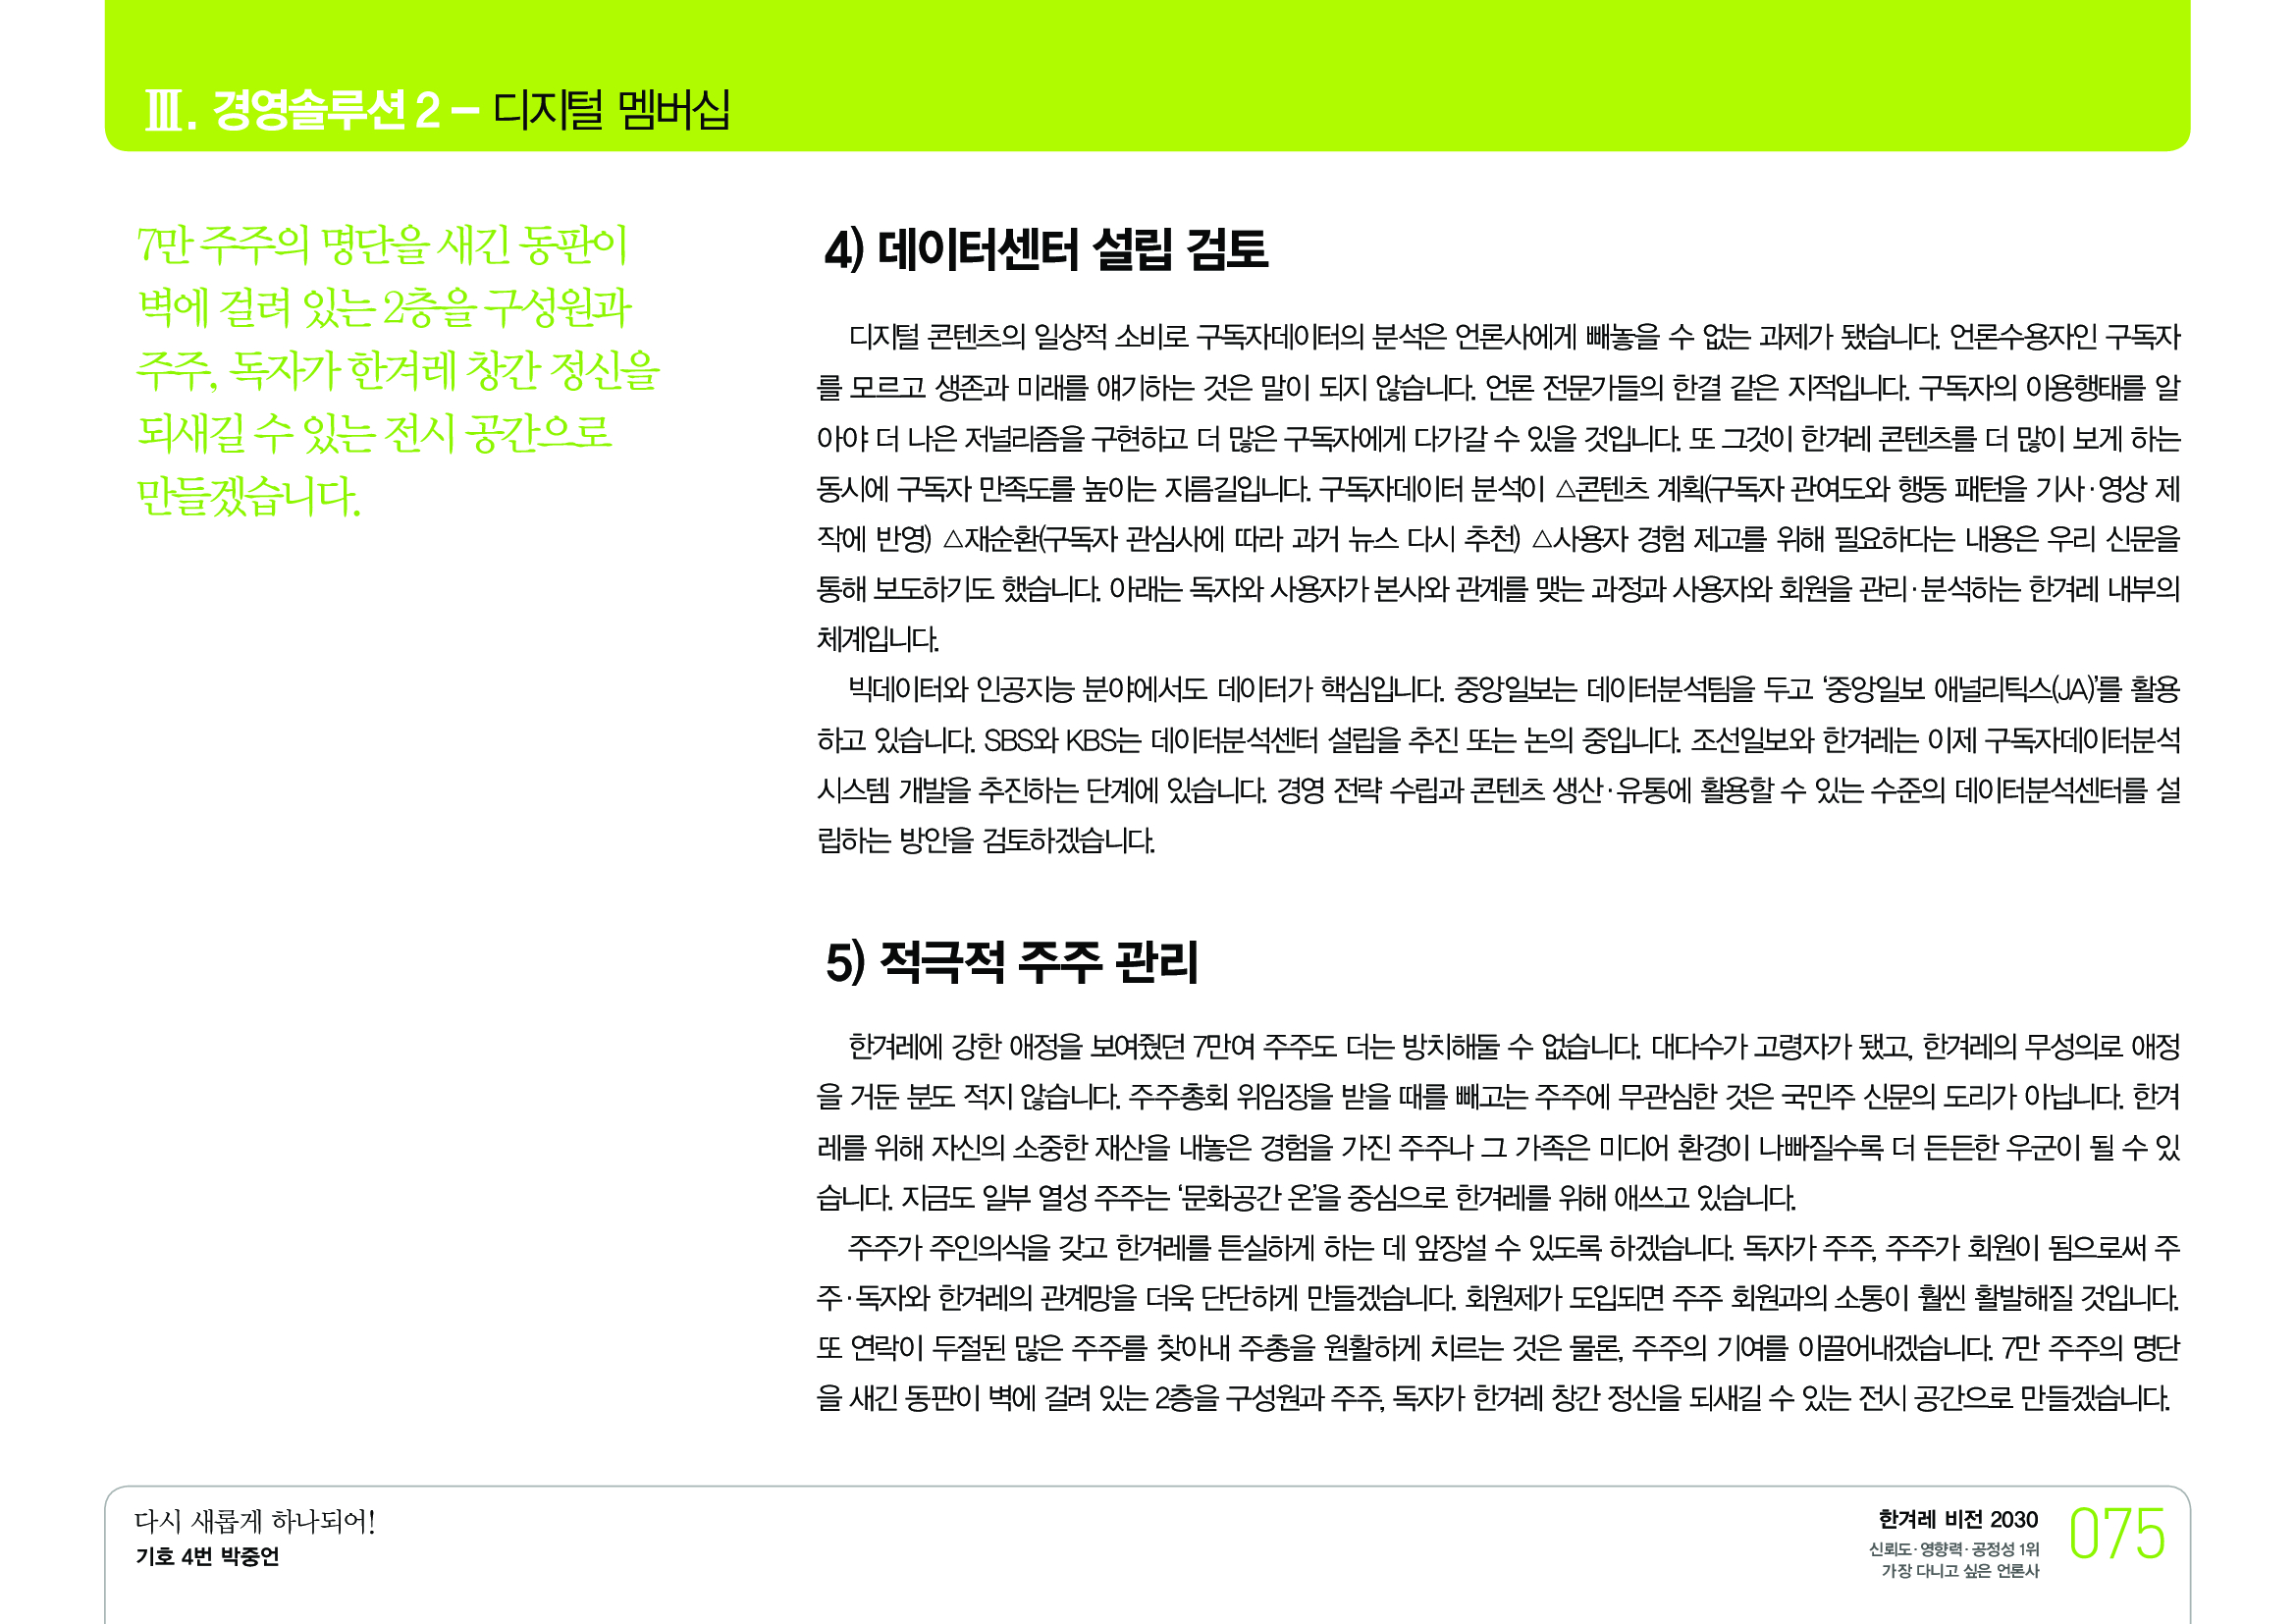 Ⅲ. 경영솔루션 2 – 디지털 멤버십
7만 주주의 명단을 새긴 동판이
벽에 걸려 있는 2층을 구성원과
주주, 독자가 한겨레 창간 정신을
되새길 수 있는 전시 공간으로
만들겠습니다.
4) 데이터센터 설립 검토
디지털 콘텐츠의 일상적 소비로 구독자데이터의 분석은 언론사에게 빼놓을 수 없는 과제가 됐습니다. 언론수용자인 구독자
를 모르고 생존과 미래를 얘기하는 것은 말이 되지 않습니다. 언론 전문가들의 한결 같은 지적입니다. 구독자의 이용행태를 알
아야 더 나은 저널리즘을 구현하고 더 많은 구독자에게 다가갈 수 있을 것입니다. 또 그것이 한겨레 콘텐츠를 더 많이 보게 하는
동시에 구독자 만족도를 높이는 지름길입니다. 구독자데이터 분석이 △콘텐츠 계획(구독자 관여도와 행동 패턴을 기사·영상 제
작에 반영) △재순환(구독자 관심사에 따라 과거 뉴스 다시 추천) △사용자 경험 제고를 위해 필요하다는 내용은 우리 신문을
통해 보도하기도 했습니다. 아래는 독자와 사용자가 본사와 관계를 맺는 과정과 사용자와 회원을 관리·분석하는 한겨레 내부의
체계입니다.
빅데이터와 인공지능 분야에서도 데이터가 핵심입니다. 중앙일보는 데이터분석팀을 두고 ‘중앙일보 애널리틱스(JA)’를 활용
하고 있습니다. SBS와 KBS는 데이터분석센터 설립을 추진 또는 논의 중입니다. 조선일보와 한겨레는 이제 구독자데이터분석
시스템 개발을 추진하는 단계에 있습니다. 경영 전략 수립과 콘텐츠 생산·유통에 활용할 수 있는 수준의 데이터분석센터를 설
립하는 방안을 검토하겠습니다.
5) 적극적 주주 관리
한겨레에 강한 애정을 보여줬던 7만여 주주도 더는 방치해둘 수 없습니다. 대다수가 고령자가 됐고, 한겨레의 무성의로 애정
을 거둔 분도 적지 않습니다. 주주총회 위임장을 받을 때를 빼고는 주주에 무관심한 것은 국민주 신문의 도리가 아닙니다. 한겨
레를 위해 자신의 소중한 재산을 내놓은 경험을 가진 주주나 그 가족은 미디어 환경이 나빠질수록 더 든든한 우군이 될 수 있
습니다. 지금도 일부 열성 주주는 ‘문화공간 온’을 중심으로 한겨레를 위해 애쓰고 있습니다.
주주가 주인의식을 갖고 한겨레를 튼실하게 하는 데 앞장설 수 있도록 하겠습니다. 독자가 주주, 주주가 회원이 됨으로써 주
주·독자와 한겨레의 관계망을 더욱 단단하게 만들겠습니다. 회원제가 도입되면 주주 회원과의 소통이 훨씬 활발해질 것입니다.
또 연락이 두절된 많은 주주를 찾아내 주총을 원활하게 치르는 것은 물론, 주주의 기여를 이끌어내겠습니다. 7만 주주의 명단
을 새긴 동판이 벽에 걸려 있는 2층을 구성원과 주주, 독자가 한겨레 창간 정신을 되새길 수 있는 전시 공간으로 만들겠습니다.
다시 새롭게 하나되어!
기호 4번 박중언
한겨레 비전 2030
신뢰도·영향력·공정성 1위
가장 다니고 싶은 언론사
075